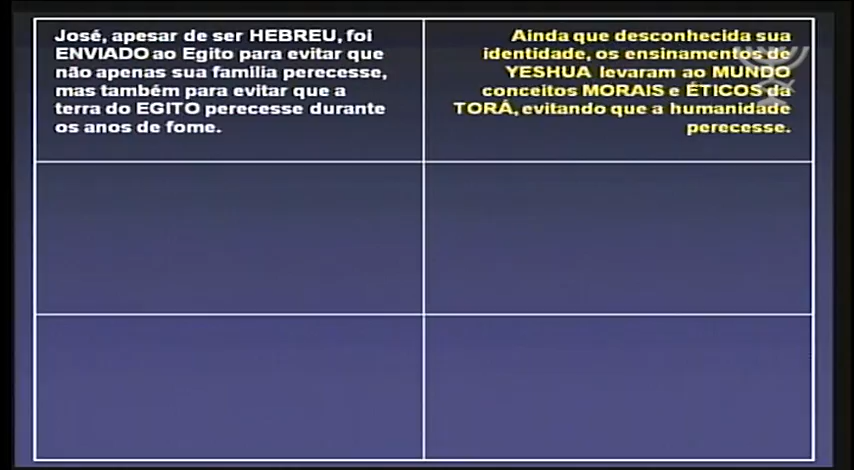 José, apesar de ser HEBREU, foi
ENVIADO ao Egito para evitar que
não apenas sua família perecesse,
mas também para evitar que a
terra do EGITO perecesse durante
os anos de fome.
Ainda que desconhecida sua
identidade, os ensinamentos de
YESHUA levaram ao MUNDO
conceitos MORAIS e ÉTICOS da
TORÁ, evitando que a humanidade
perecesse.